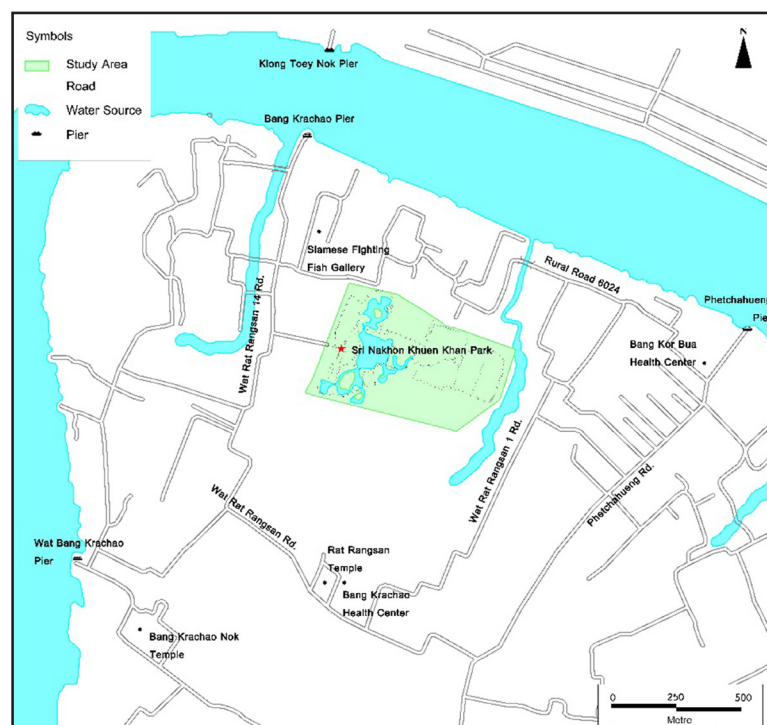 Symbols
Study Area
Road
Water Source
Pier
N
Klong Toey Nok Pier
Bang Krachao Pier
Siamese Fighting
Fish Gallery
Wat Rat Rangsan 14 Rd.
Rural Road 6024
Phetchahueng
Pie
Bang Kor Bua
Health Center
Sri Nakhon Khuen Khan Park
Wat Rat Rangsan 1 Rd.
Phetchahueng Rd.
Wat Rat Rangsan Rd.
Wat Bang Krachao
Pier
Rat Rangsan
Temple
Bang Krachao
Health Center
Bang Krachao Nok
Temple
0 250 500
Metre